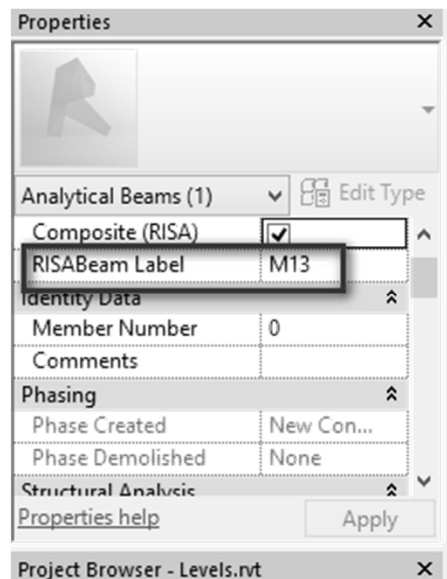 Properties
Analytical Beams (1) Edit Type
Composite (RISA)
RISABeam Label M13
Identity Data
Member Number 0
Comments
Phasing
Phase Created New Con...
Phase Demolished None
Structural Analysis
Properties help Apply
Project Browser - Levels.rvt